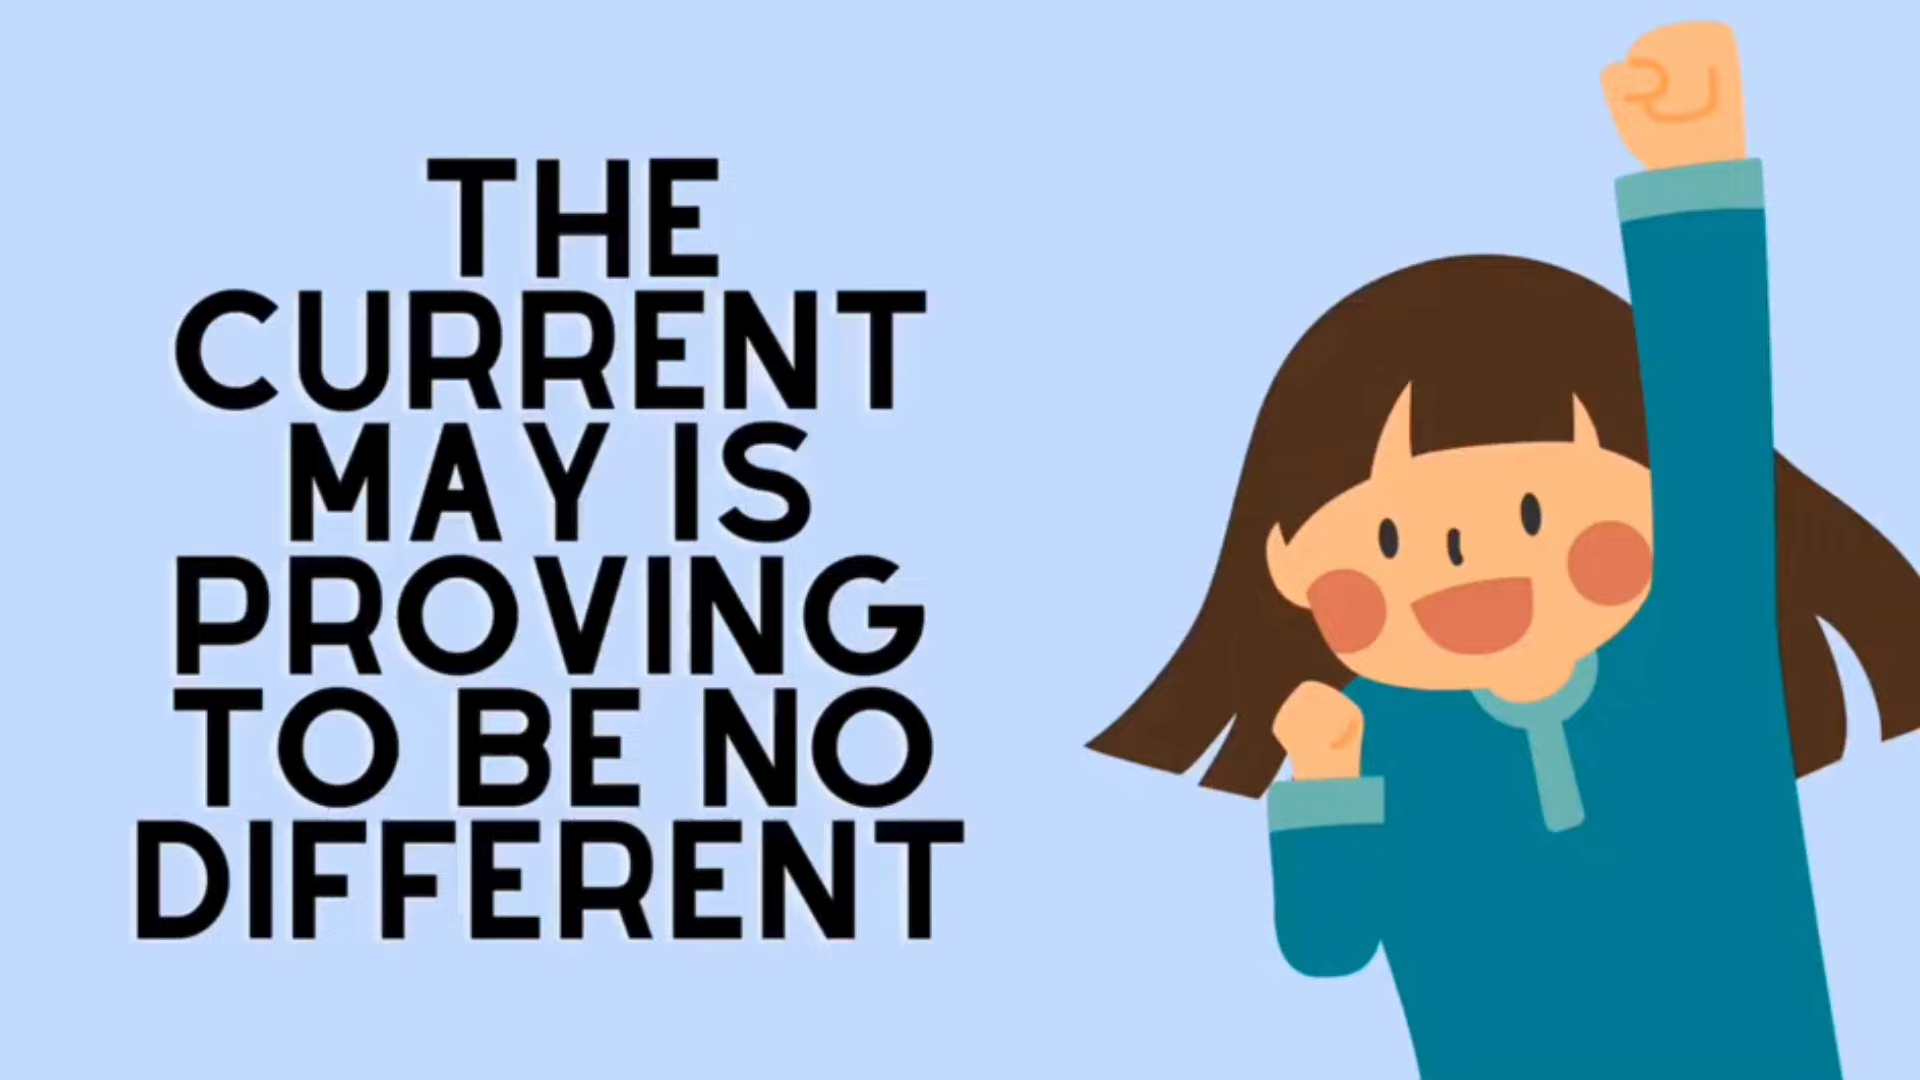 THE
CURRENT
MAY IS
PROVING
TO BE NO
DIFFERENT